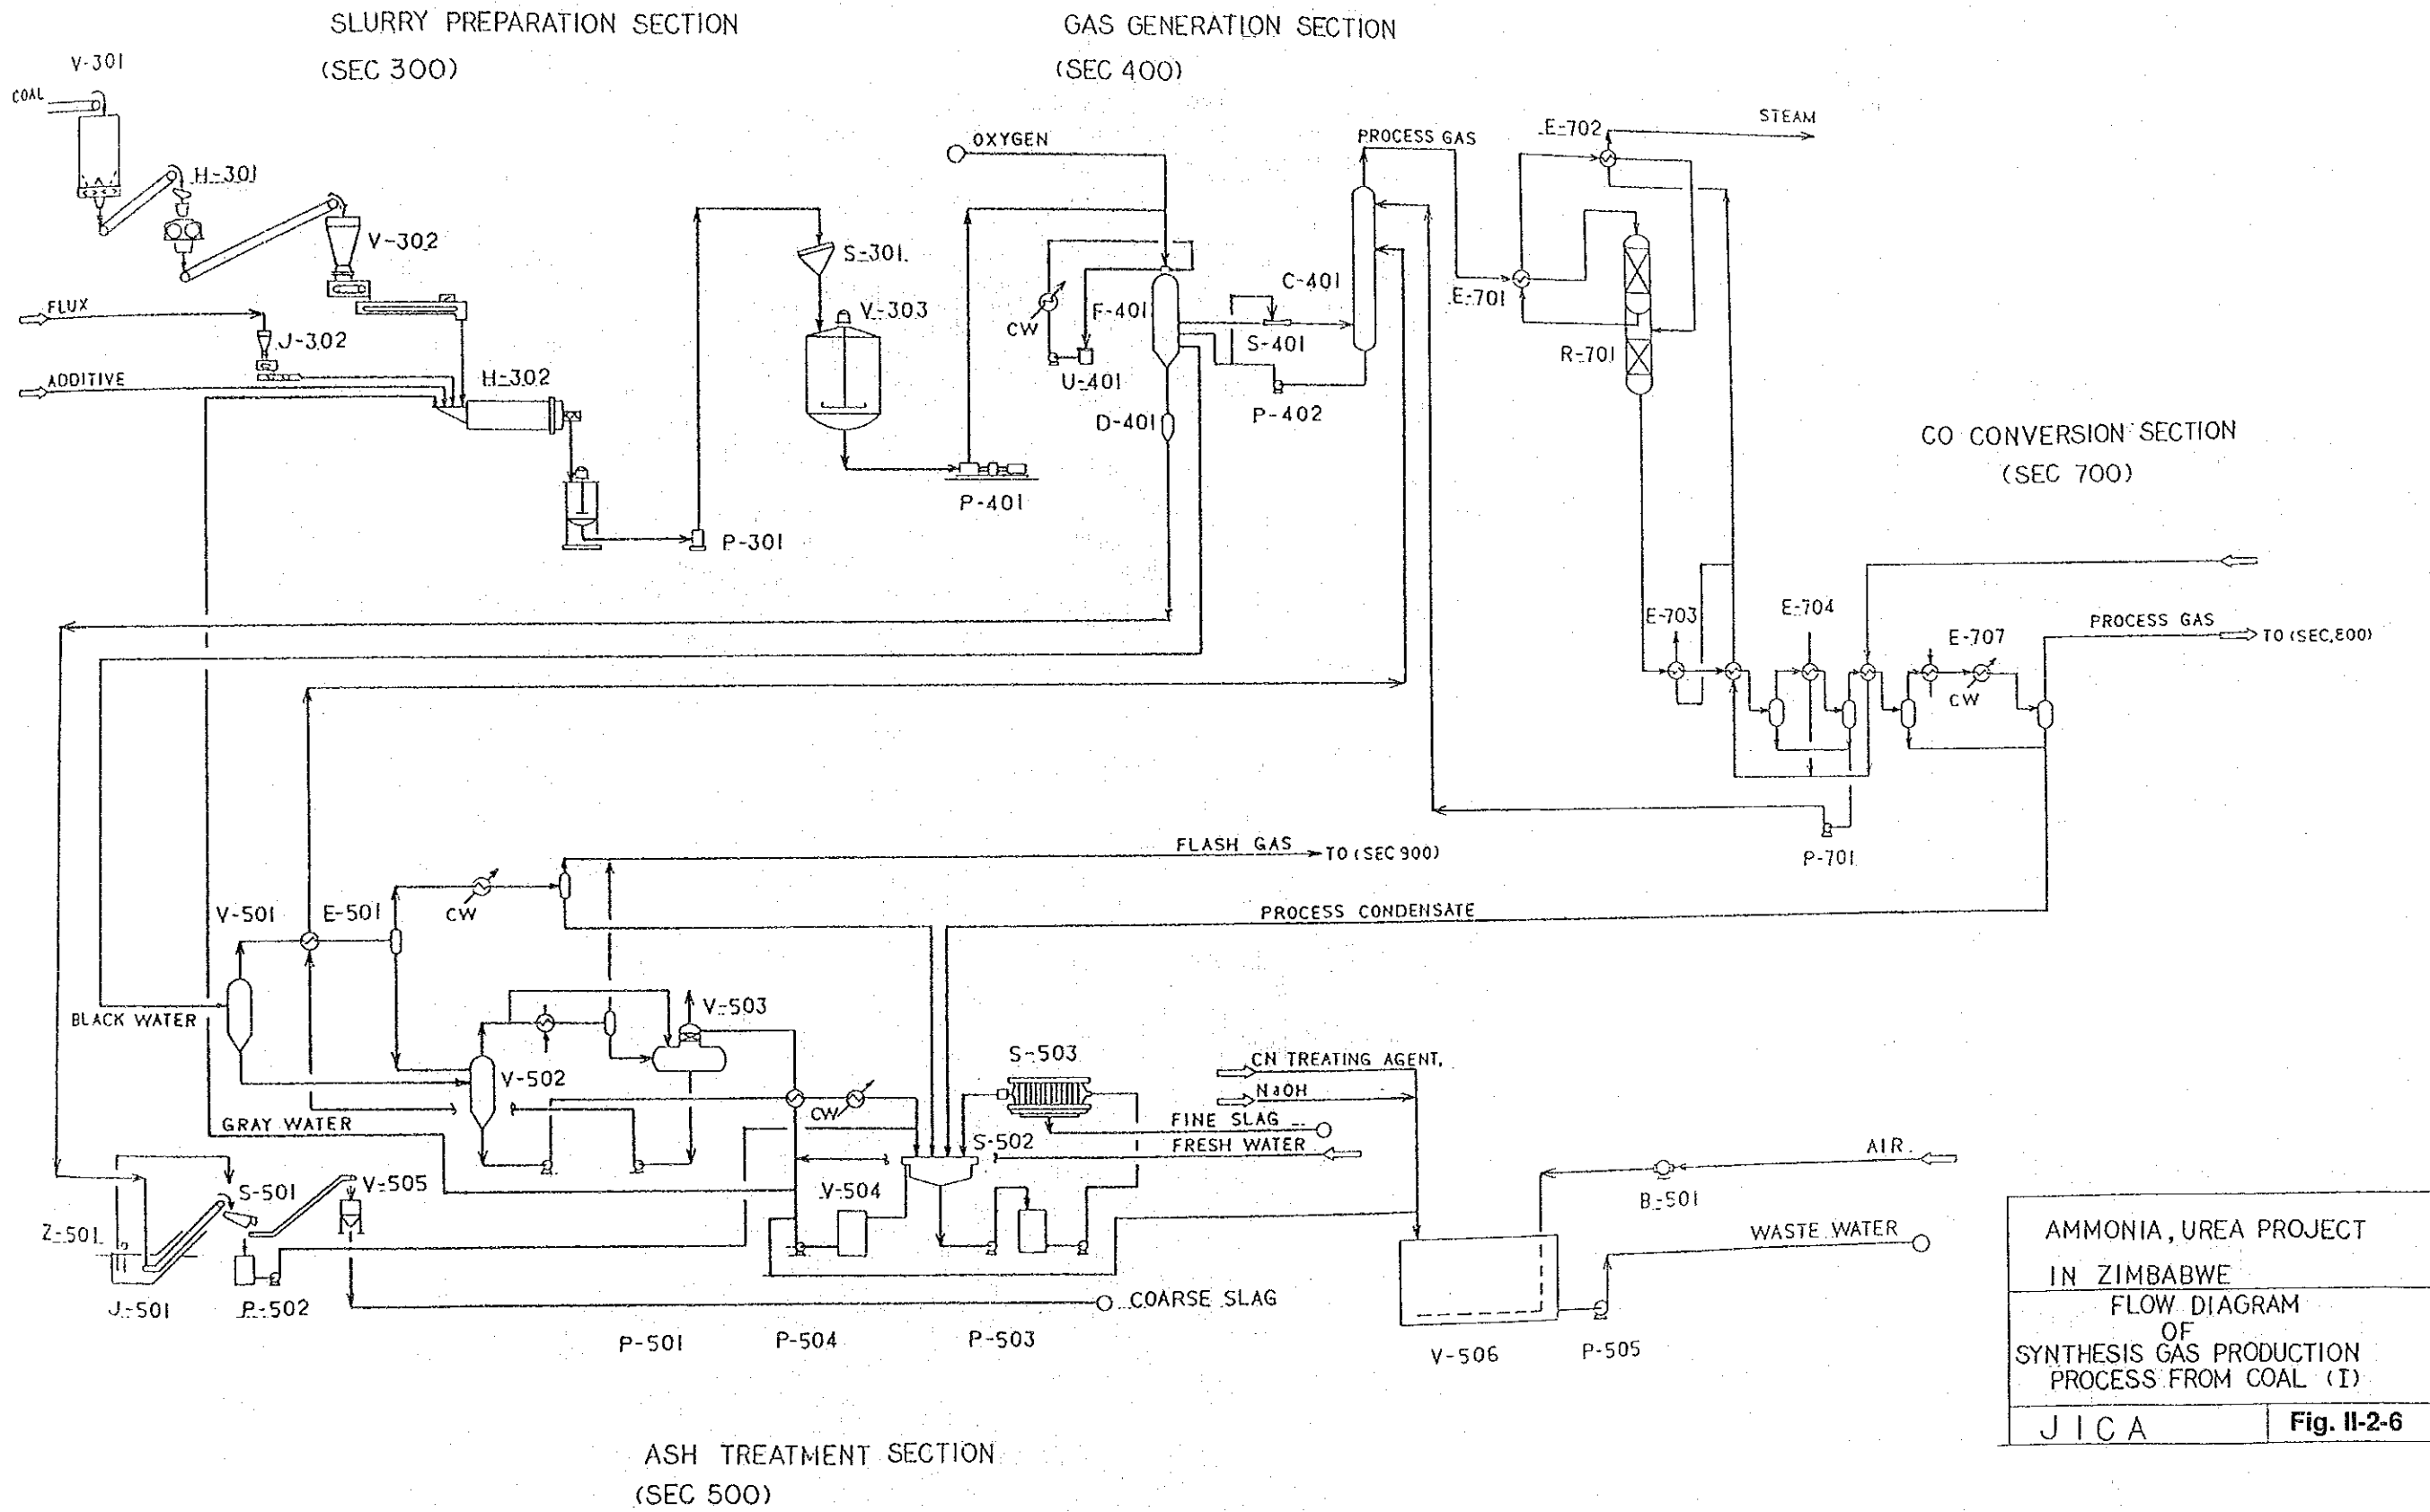 SLURRY PREPARATION SECTION
(SEC 300)
GAS GENERATION SECTION
(SEC 400)
V-301
COAL
H-301
V-302
FLUX
J-302
ADDITIVE
H-302
P-301
S-301
V-303
P-401
OXYGEN
CW
U-401
F-401
D-401
S-401
P-402
C-401
PROCESS GAS
E-701
E-702
STEAM
R-701
CO CONVERSION SECTION
(SEC 700)
E-703
E-704
E-707
CW
PROCESS GAS
TO (SEC.800)
P-701
FLASH GAS
TO (SEC 900)
PROCESS CONDENSATE
V-501
E-501
CW
BLACK WATER
V-502
V-503
GRAY WATER
CW
S-503
S-502
FINE SLAG
FRESH WATER
CN TREATING AGENT.
NaOH
AIR.
B-501
WASTE WATER
Z-501
S-501
V-505
V-504
J-501
P-502
COARSE SLAG
P-501
P-504
P-503
V-506
P-505
ASH TREATMENT SECTION
(SEC 500)
AMMONIA, UREA PROJECT
IN ZIMBABWE
FLOW DIAGRAM
OF
SYNTHESIS GAS PRODUCTION
PROCESS FROM COAL (I)
JICA
Fig. II-2-6